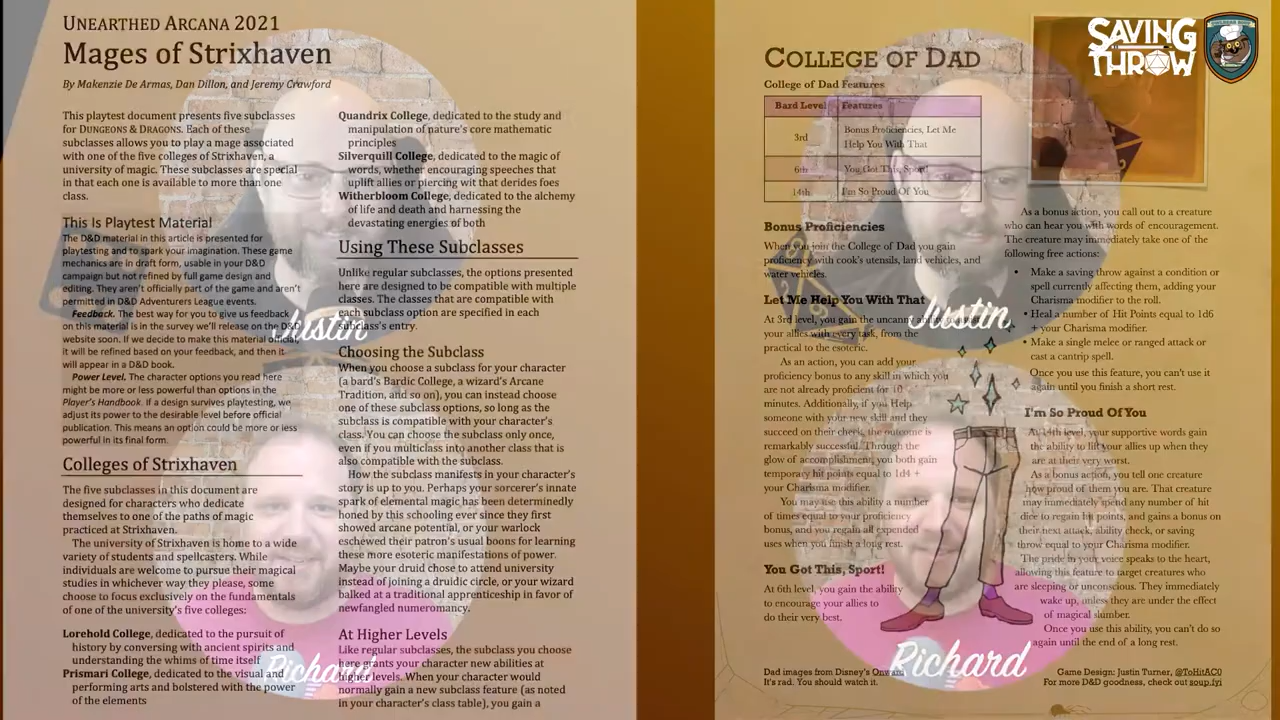 UNEARTHED ARCANA 2021
Mages of Strixhaven
By Makenzie De Armas, Dan Dillon, and Jeremy Crawford
This playtest document presents five subclasses
for DUNGEONS & DRAGONS. Each of these
subclasses allows you to play a mage associated
with one of the five colleges of Strixhaven, a
university of magic. These subclasses are special
in that each one is available to more than one
class.
This Is Playtest Material
The D&D material in this article is presented for
playtesting and to spark your imagination. These game
mechanics are in draft form, usable in your D&D
campaign but not refined by full game design and
editing. They aren't officially part of the game and aren't
permitted in D&D Adventurers League events.
Feedback. The best way for you to give us feedback
on this material is in the survey we'll release on the D&D
website soon. If we decide to make this material official,
it will be refined based on your feedback, and then it
will appear in a D&D book.
Power Level. The character options you read here
might be more or less powerful than options in the
Player's Handbook. If a design survives playtesting, we
adjust its power to the desirable level before official
publication. This means an option could be more or less
powerful in its final form.
Colleges of Strixhaven
The five subclasses in this document are
designed for characters who dedicate
themselves to one of the paths of magic
practiced at Strixhaven.
The university of Strixhaven is home to a wide
variety of students and spellcasters. While
individuals are welcome to pursue their magical
studies in whichever way they please, some
choose to focus exclusively on the fundamentals
of one of the university's five colleges:
Lorehold College, dedicated to the pursuit of
history by conversing with ancient spirits and
understanding the whims of time itself
Prismari College, dedicated to the visual and
performing arts and bolstered with the power
of the elements
Quandrix College, dedicated to the study and
manipulation of nature's core mathematic
principles
Silverquill College, dedicated to the magic of
words, whether encouraging speeches that
uplift allies or piercing wit that derides foes
Witherbloom College, dedicated to the alchemy
of life and death and harnessing the
devastating energies of both
Using These Subclasses
Unlike regular subclasses, the options presented
here are designed to be compatible with multiple
classes. The classes that are compatible with
each subclass option are specified in each
subclass's entry.
Choosing the Subclass
When you choose a subclass for your character
(a bard's Bardic College, a wizard's Arcane
Tradition, and so on), you can instead choose
one of these subclass options, so long as the
subclass is compatible with your character's
class. You can choose the subclass only once,
even if you multiclass into another class that is
also compatible with the subclass.
How the subclass manifests in your character's
story is up to you. Perhaps your sorcerer's innate
spark of elemental magic has been determinedly
honed by this schooling ever since they first
showed arcane potential, or your warlock
eschewed their patron's usual boons for learning
these more esoteric manifestations of power.
Maybe your druid chose to attend university
instead of joining a druidic circle, or your wizard
balked at a traditional apprenticeship in favor of
newfangled numeromancy.
At Higher Levels
Like regular subclasses, the subclass you choose
here grants your character new abilities at
higher levels. When your character would
normally gain a new subclass feature (as noted
in your character's class table), you gain a
Justin
Richard
COLLEGE OF DAD
College of Dad Features
Bard Level Features
3rd Bonus Proficiencies, Let Me
Help You With That
6th You Got This, Sport!
14th I'm So Proud Of You
Bonus Proficiencies
When you join the College of Dad you gain
proficiency with cook's utensils, land vehicles, and
water vehicles.
Let Me Help You With That
At 3rd level, you gain the uncanny ability to assist
your allies with every task, from the
practical to the esoteric.
As an action, you can add your
proficiency bonus to any skill in which you
are not already proficient for 10
minutes. Additionally, if you Help
someone with your new skill and they
succeed on their check, the outcome is
remarkably successful. Through the
glow of accomplishment, you both gain
temporary hit points equal to 1d4 +
your Charisma modifier.
You may use this ability a number
of times equal to your proficiency
bonus, and you regain all expended
uses when you finish a long rest.
You Got This, Sport!
At 6th level, you gain the ability
to encourage your allies to
do their very best.
Dad images from Disney's Onward
It's rad. You should watch it.
SAVING
THROW
As a bonus action, you call out to a creature
who can hear you with words of encouragement.
The creature may immediately take one of the
following free actions:
• Make a saving throw against a condition or
spell currently affecting them, adding your
Charisma modifier to the roll.
• Heal a number of Hit Points equal to 1d6
+ your Charisma modifier.
• Make a single melee or ranged attack or
cast a cantrip spell.
Once you use this feature, you can't use it
again until you finish a short rest.
I'm So Proud Of You
At 14th level, your supportive words gain
the ability to lift your allies up when they
are at their very worst.
As a bonus action, you tell one creature
how proud of them you are. That creature
may immediately spend any number of hit
dice to regain hit points, and gains a bonus on
their next attack, ability check, or saving
throw equal to your Charisma modifier.
The pride in your voice speaks to the heart,
allowing this feature to target creatures who
are sleeping or unconscious. They immediately
wake up, unless they are under the effect
of magical slumber.
Once you use this ability, you can't do so
again until the end of a long rest.
Game Design: Justin Turner, @ToHitAC0
For more D&D goodness, check out soup.fyi
Justin
Richard